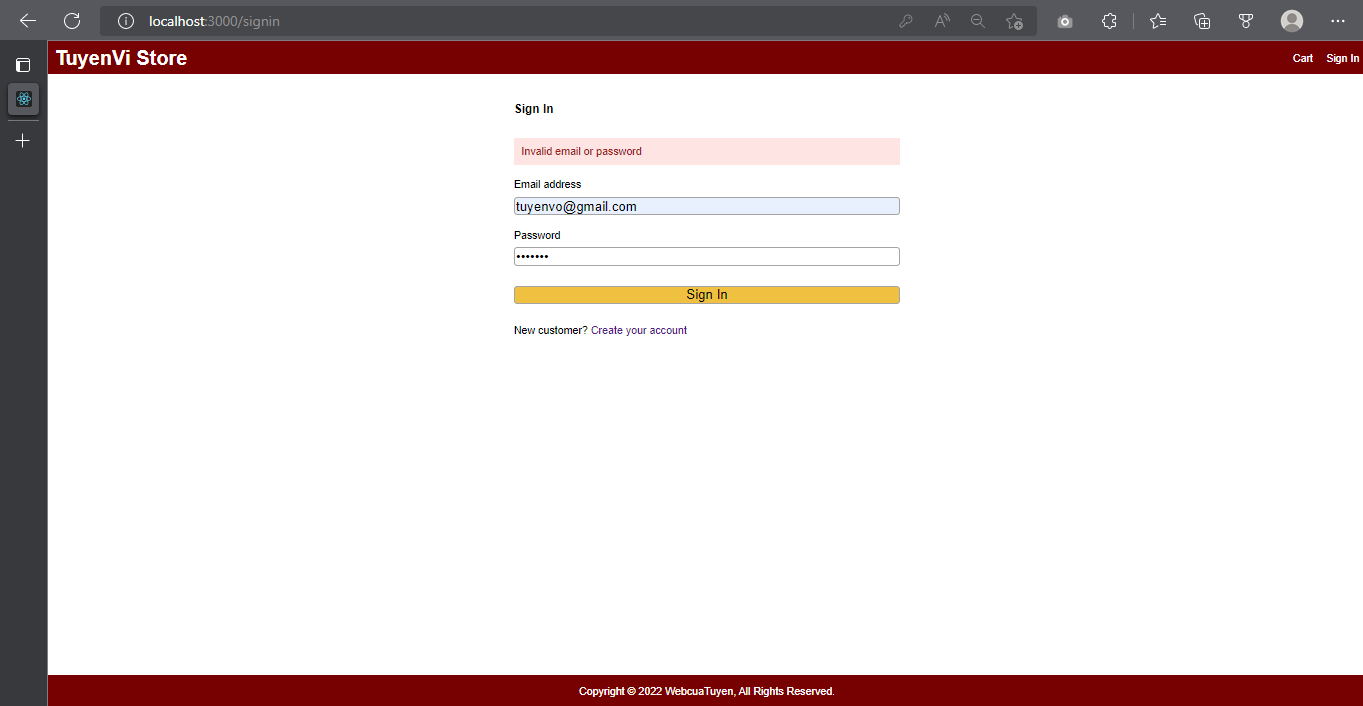 localhost:3000/signin
TuyenVi Store
Cart Sign In
Sign In
Invalid email or password
Email address
tuyenvo@gmail.com
Password
•••••••
Sign In
New customer? Create your account
Copyright © 2022 WebcuaTuyen, All Rights Reserved.